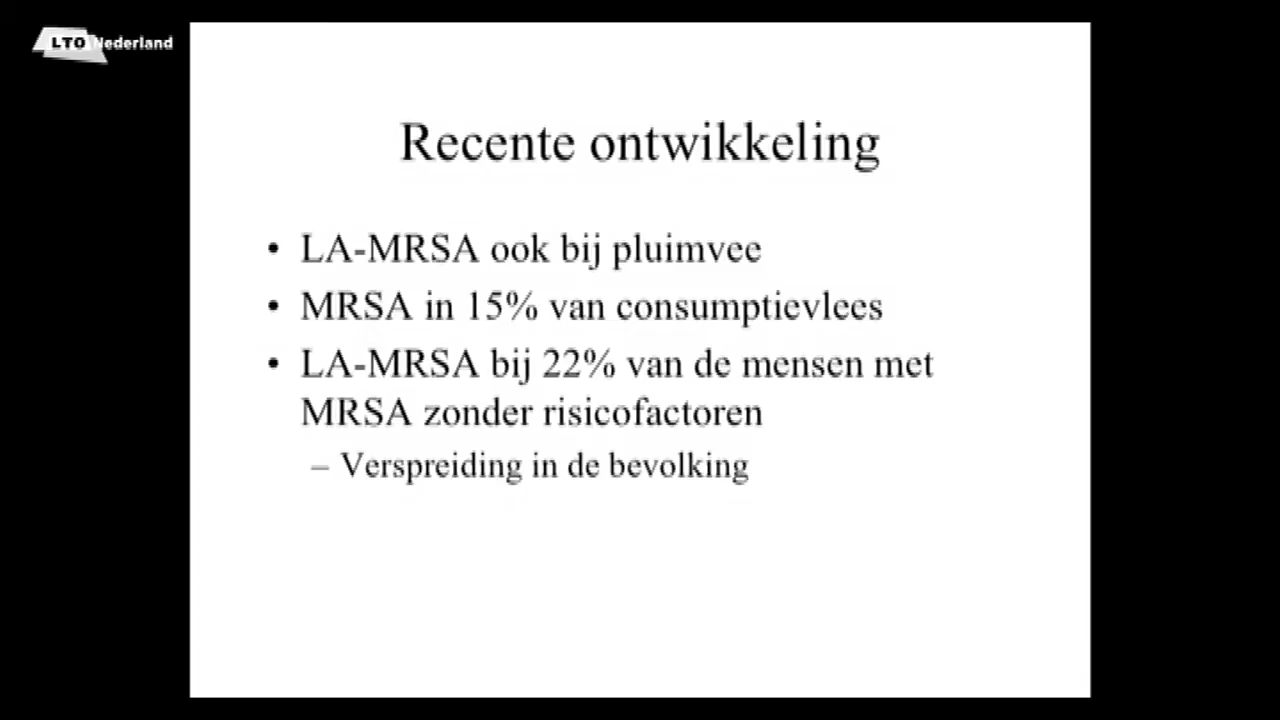 LTO Nederland
Recente ontwikkeling
• LA-MRSA ook bij pluimvee
• MRSA in 15% van consumptievlees
• LA-MRSA bij 22% van de mensen met
MRSA zonder risicofactoren
– Verspreiding in de bevolking